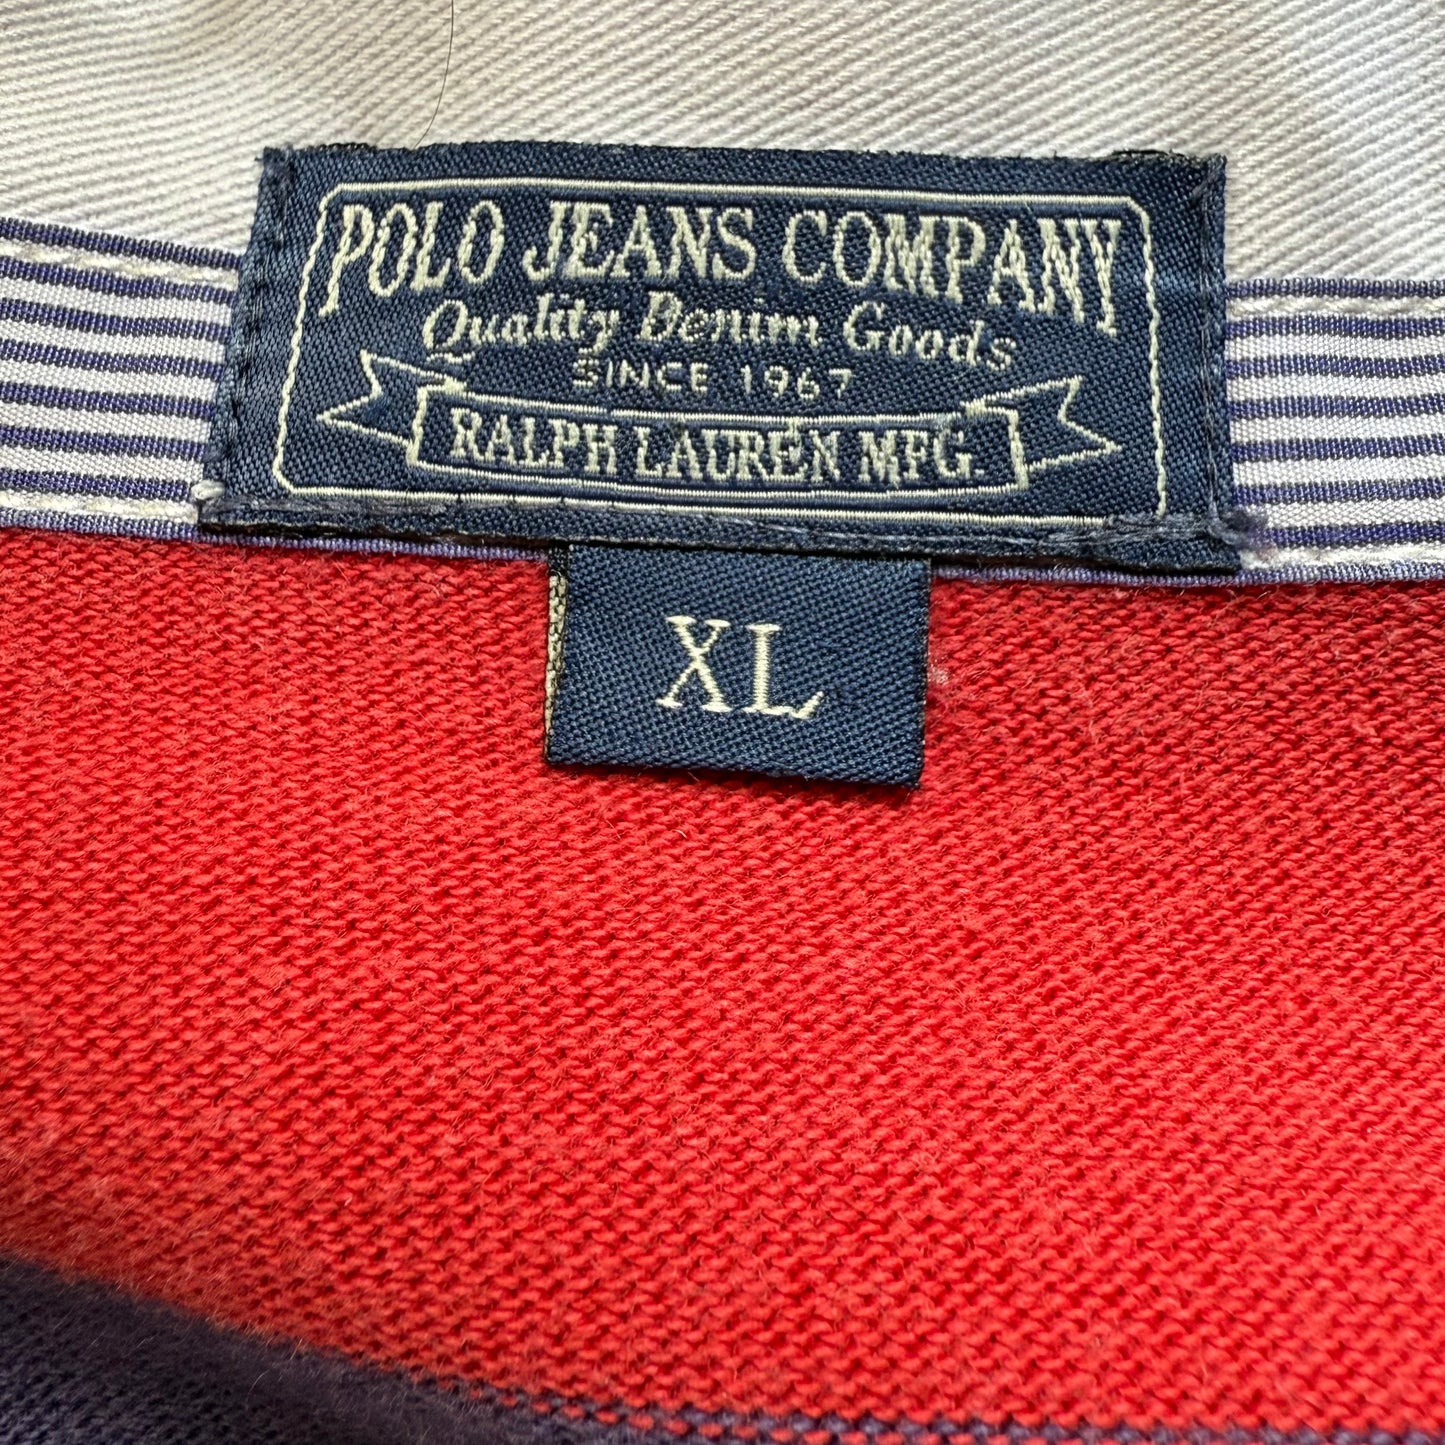 POLO JEANS COMPANY
Quality Denim Goods
SINCE 1967
RALPH LAUREN MFG.
XL